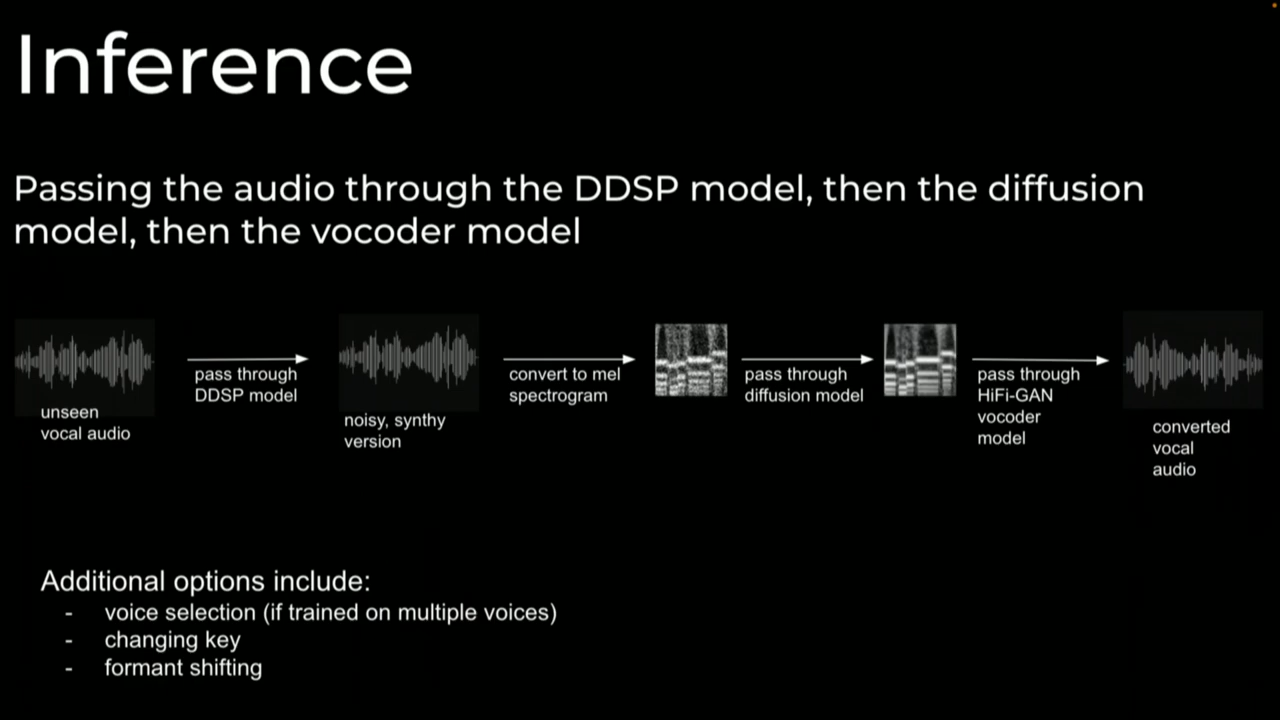 Inference
Passing the audio through the DDSP model, then the diffusion
model, then the vocoder model
unseen
vocal audio
pass through
DDSP model
noisy, synthy
version
convert to mel
spectrogram
pass through
diffusion model
pass through
HiFi-GAN
vocoder
model
converted
vocal
audio
Additional options include:
- voice selection (if trained on multiple voices)
- changing key
- formant shifting